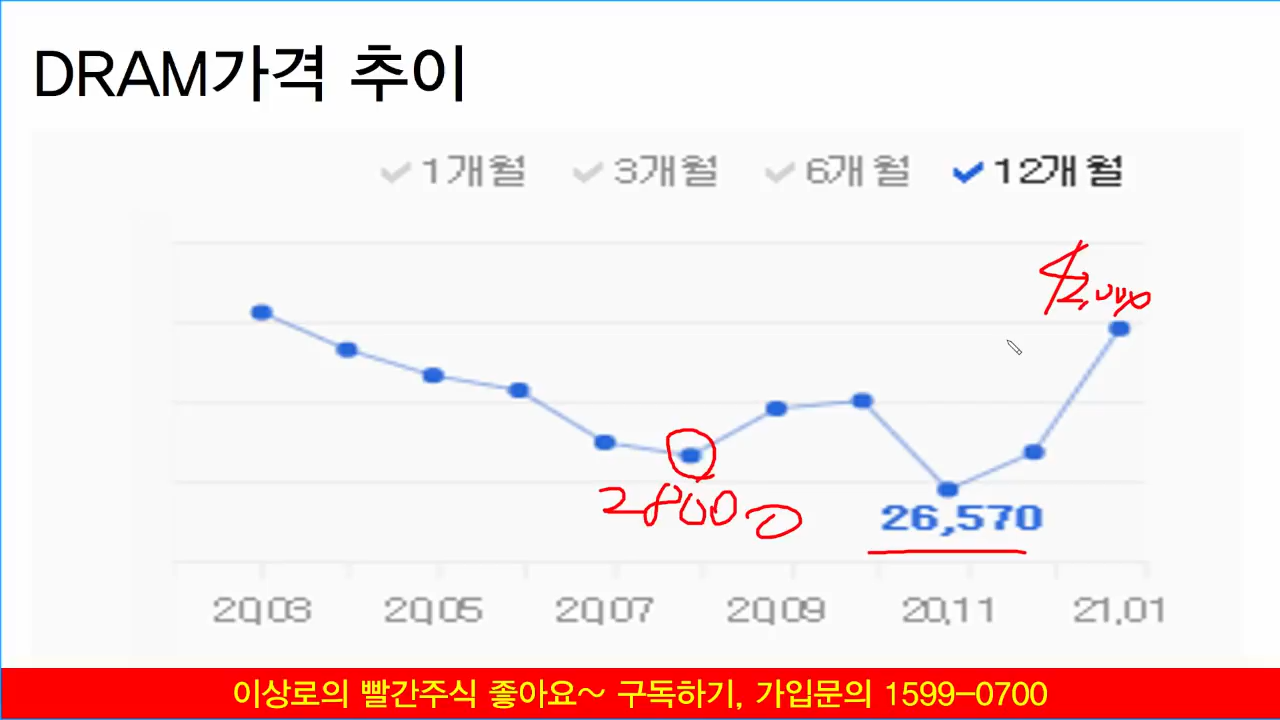 DRAM가격 추이
1개월 3개월 6개월 12개월
28000
26,570
20,03 20,05 20,07 20,09 20,11 21,01
이상로의 빨간주식 좋아요~ 구독하기, 가입문의 1599-0700